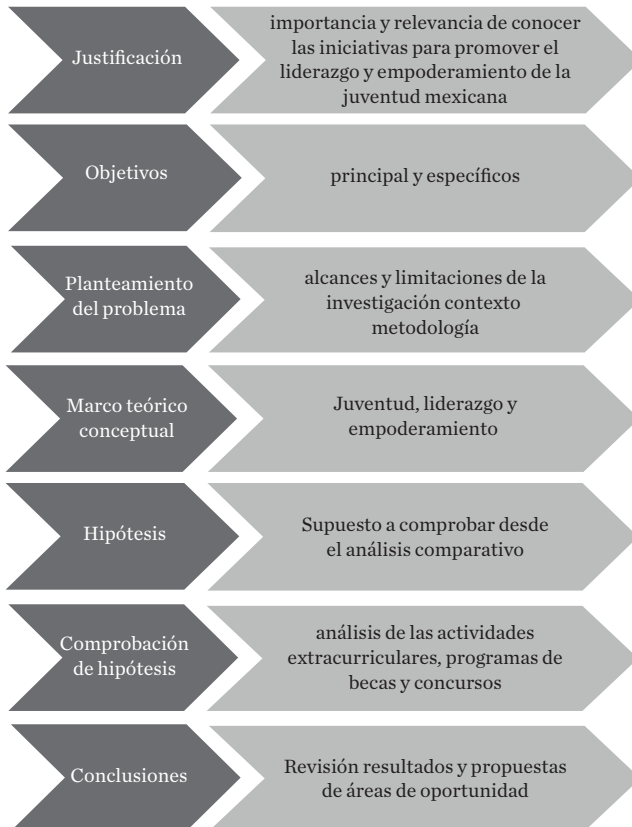 Justificación
importancia y relevancia de conocer
las iniciativas para promover el
liderazgo y empoderamiento de la
juventud mexicana
Objetivos
principal y específicos
Planteamiento
del problema
alcances y limitaciones de la
investigación contexto
metodología
Marco teórico
conceptual
Juventud, liderazgo y
empoderamiento
Hipótesis
Supuesto a comprobar desde
el análisis comparativo
Comprobación
de hipótesis
análisis de las actividades
extracurriculares, programas de
becas y concursos
Conclusiones
Revisión resultados y propuestas
de áreas de oportunidad